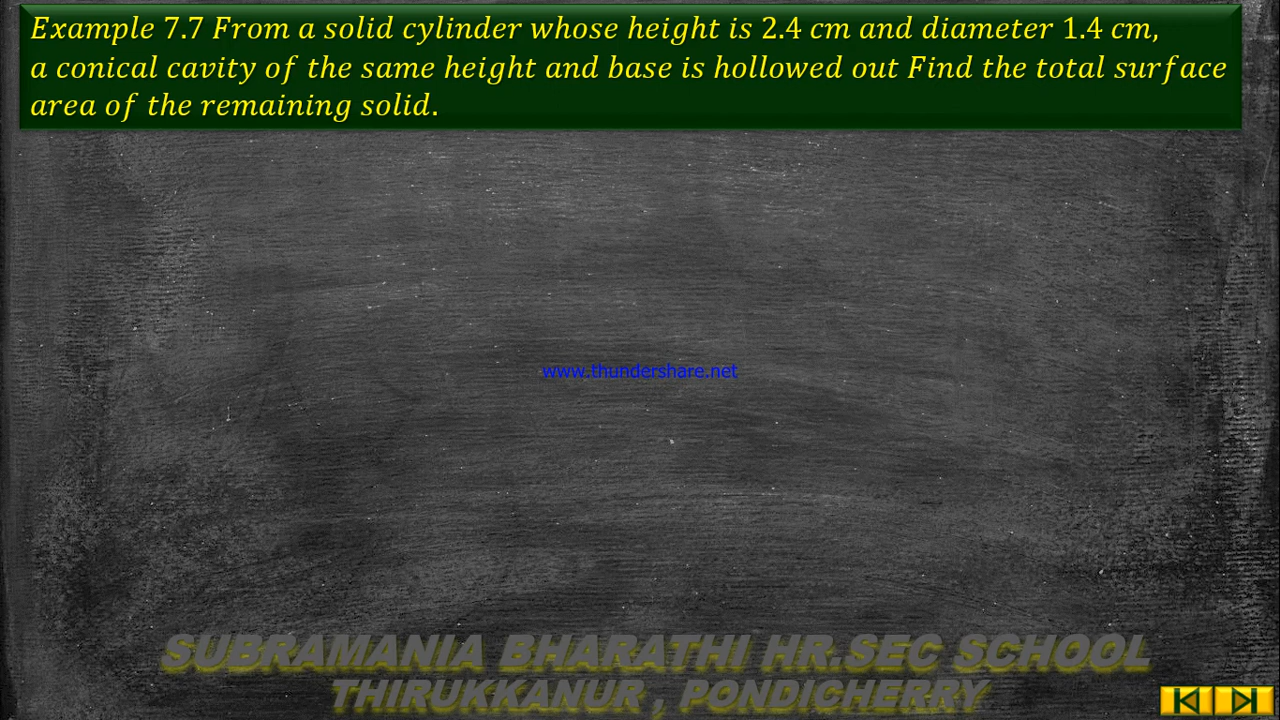 Example 7.7 From a solid cylinder whose height is 2.4 cm and diameter 1.4 cm,
a conical cavity of the same height and base is hollowed out Find the total surface
area of the remaining solid.
www.thundershare.net
SUBRAMANIA BHARATHI HR.SEC SCHOOL
THIRUKKANUR , PONDICHERRY